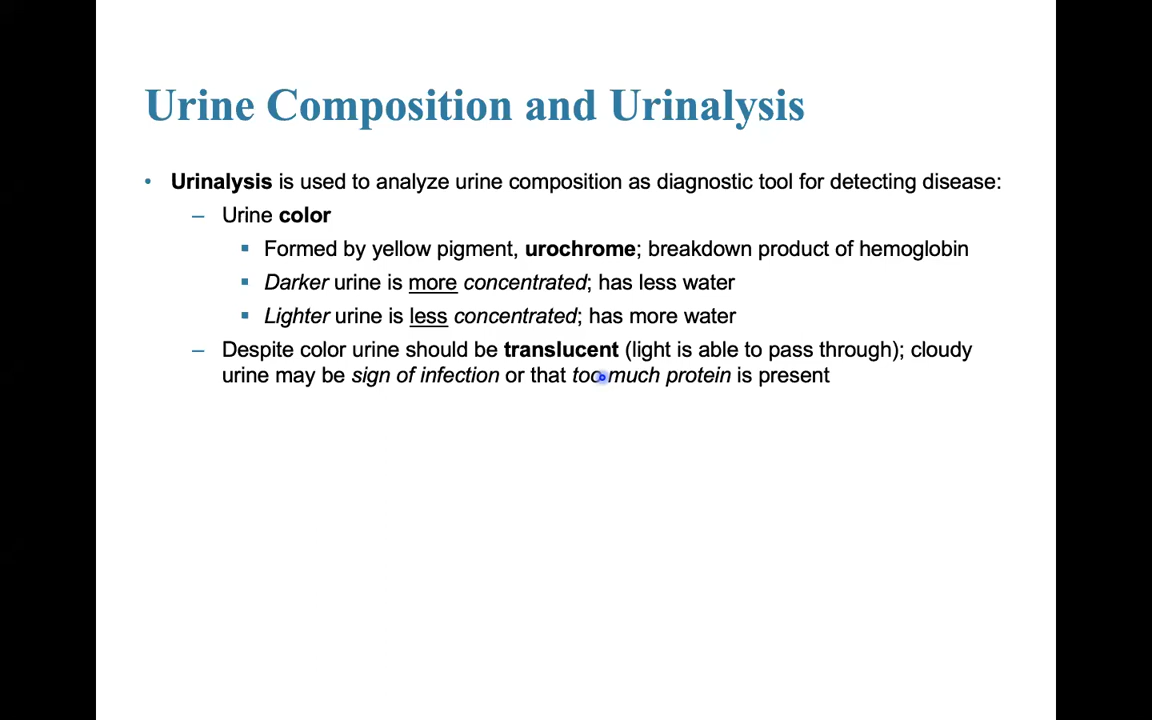 Urine Composition and Urinalysis
• Urinalysis is used to analyze urine composition as diagnostic tool for detecting disease:
– Urine color
▪ Formed by yellow pigment, urochrome; breakdown product of hemoglobin
▪ Darker urine is more concentrated; has less water
▪ Lighter urine is less concentrated; has more water
– Despite color urine should be translucent (light is able to pass through); cloudy
urine may be sign of infection or that too much protein is present